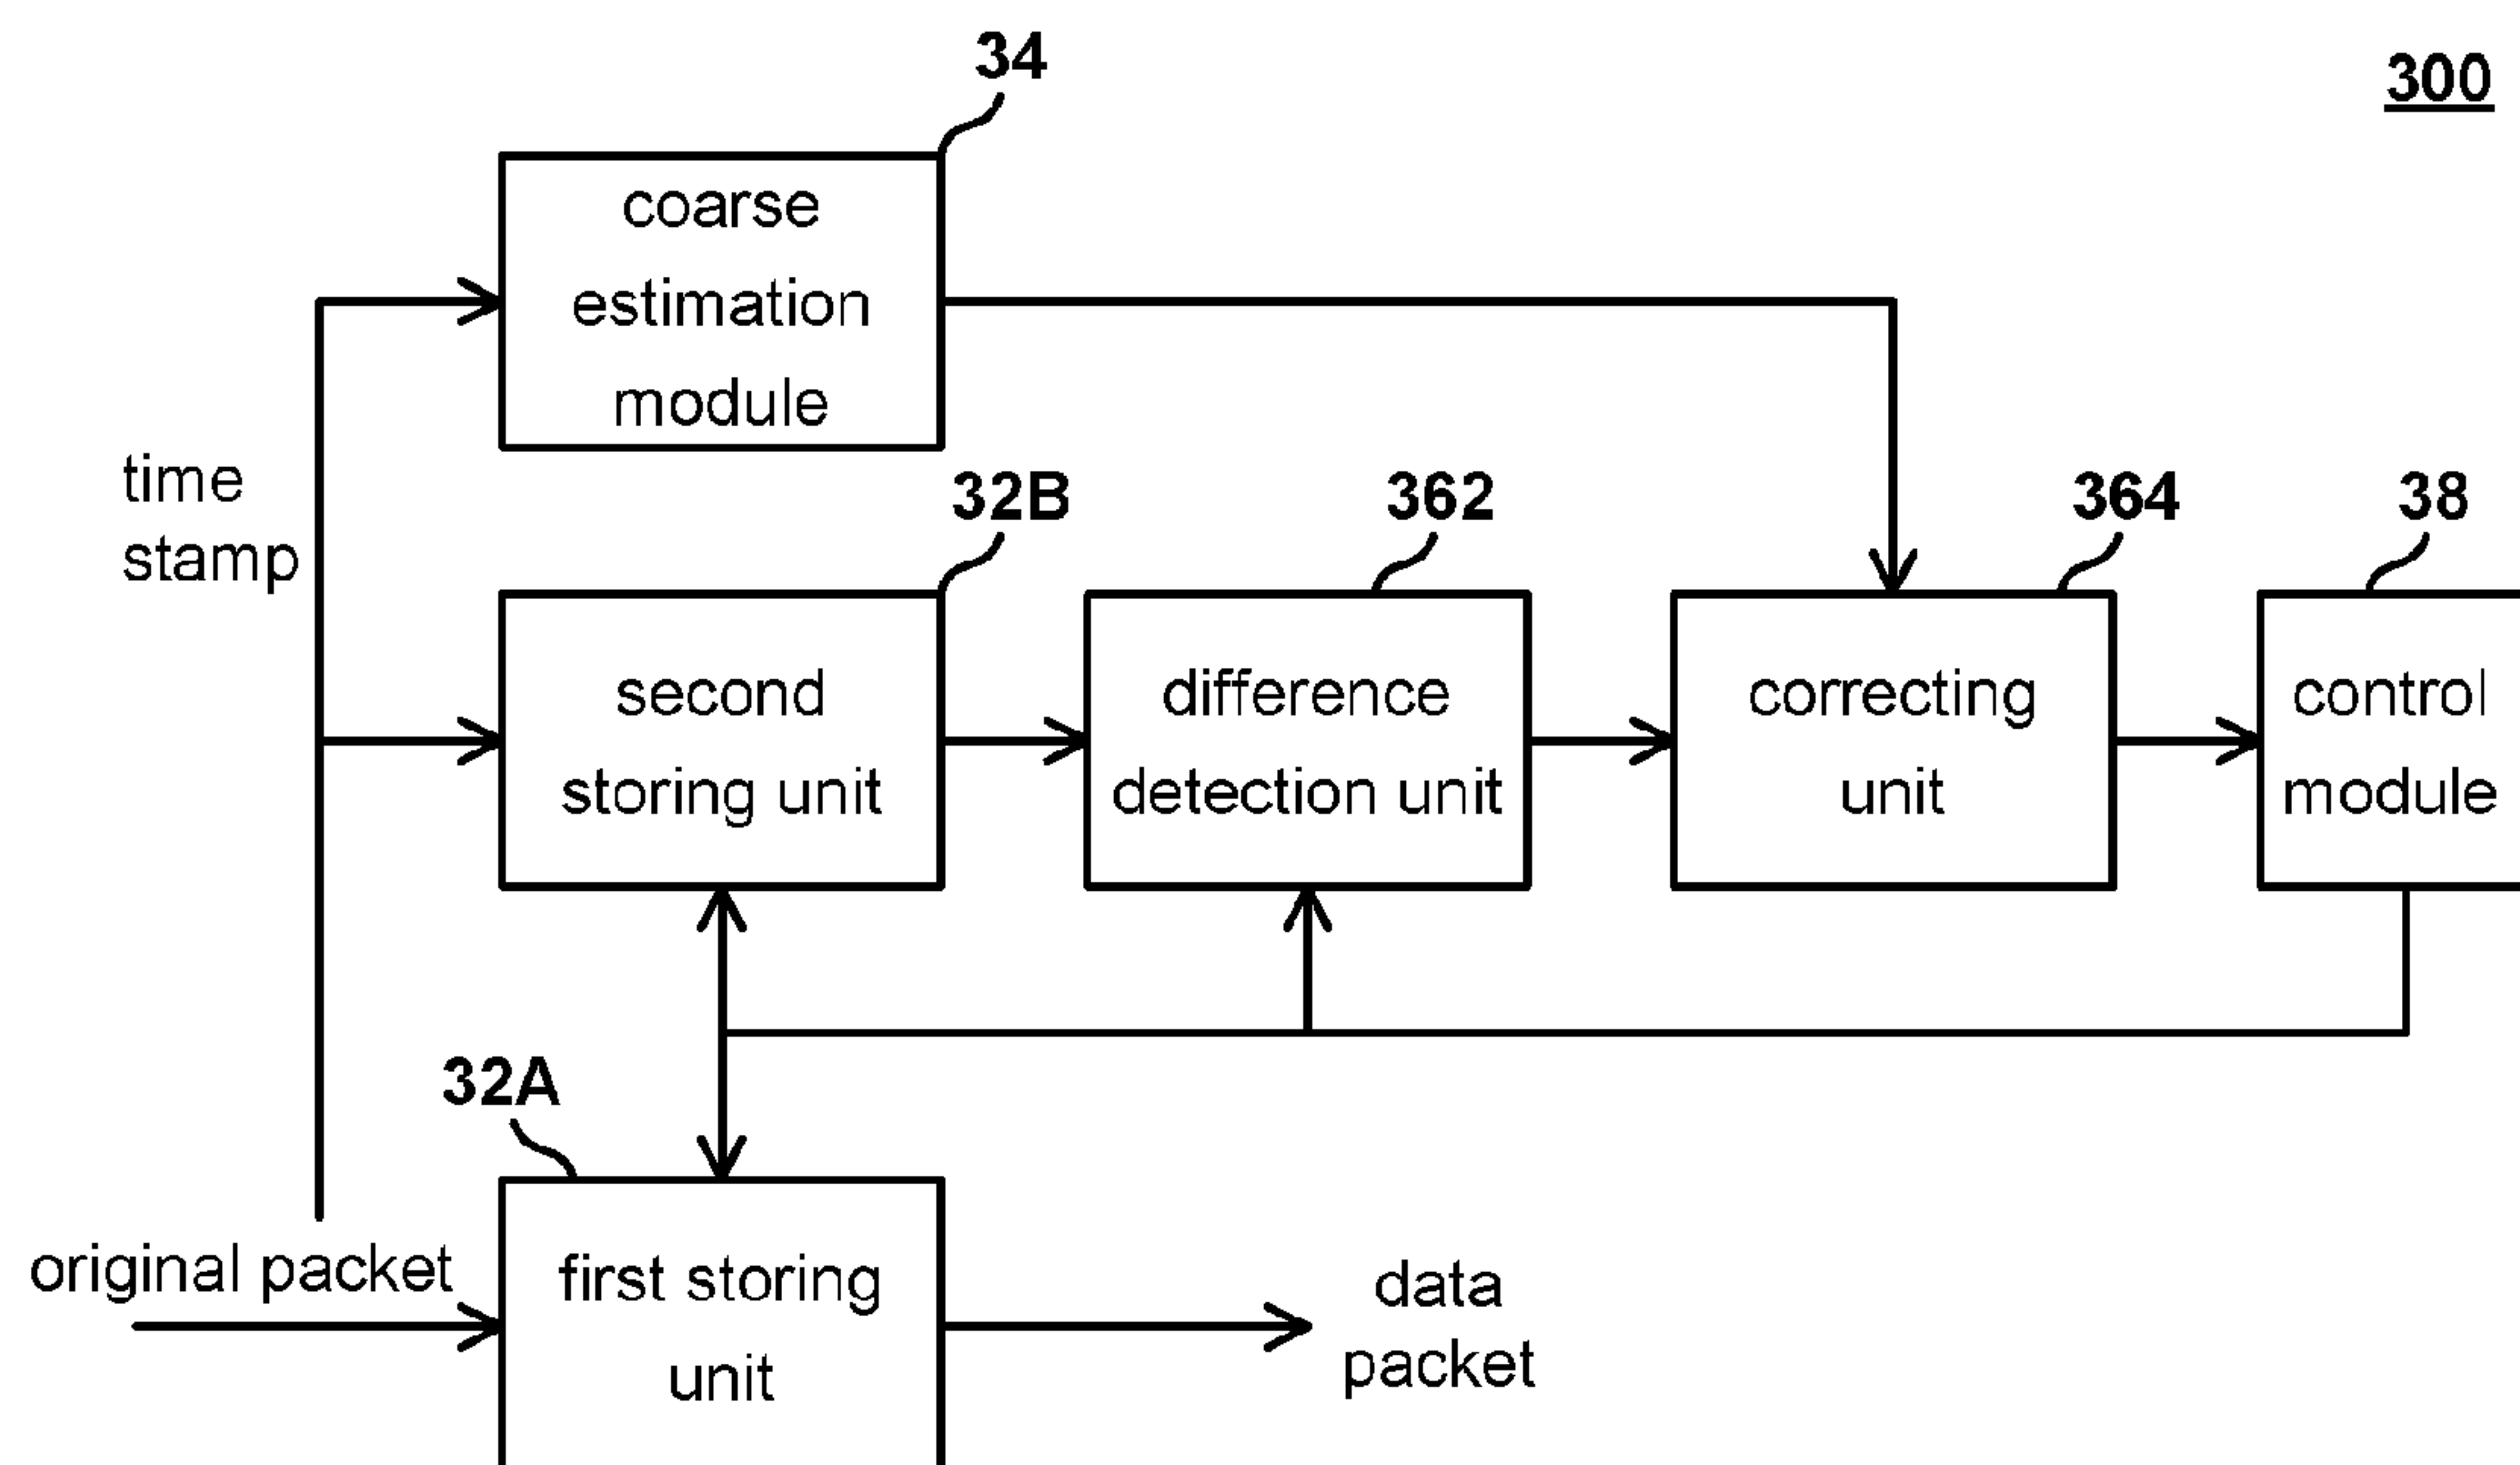 34
300
coarse
estimation
module
time
stamp
32B
362
364
38
second
storing unit
difference
detection unit
correcting
unit
control
module
32A
original packet
first storing
unit
data
packet